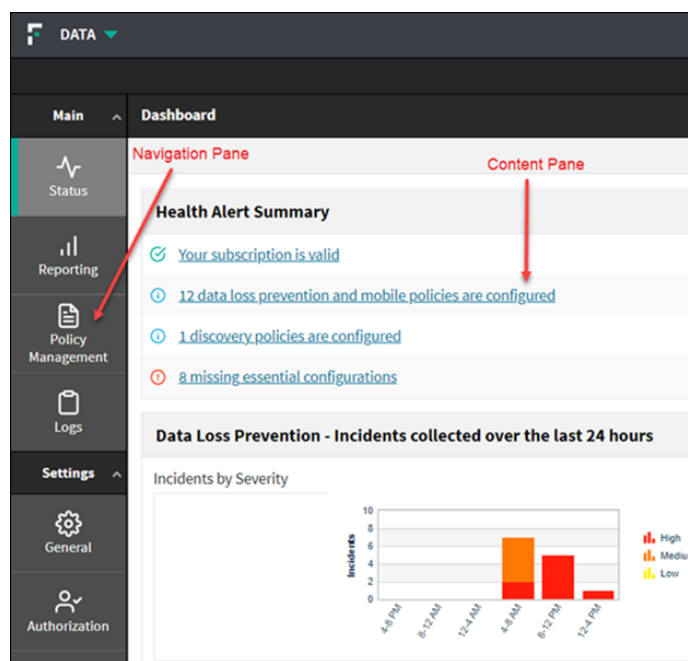 DATA
Main
Dashboard
Navigation Pane
Content Pane
Status
Health Alert Summary
Your subscription is valid
Reporting
12 data loss prevention and mobile policies are configured
Policy
Management
1 discovery policies are configured
8 missing essential configurations
Logs
Data Loss Prevention - Incidents collected over the last 24 hours
Settings
Incidents by Severity
General
Authorization
Incidents
10
8
6
4
2
0
4-8 PM
8-12 AM
12-4 AM
4-8 AM
8-12 PM
12-4 PM
High
Mediu
Low